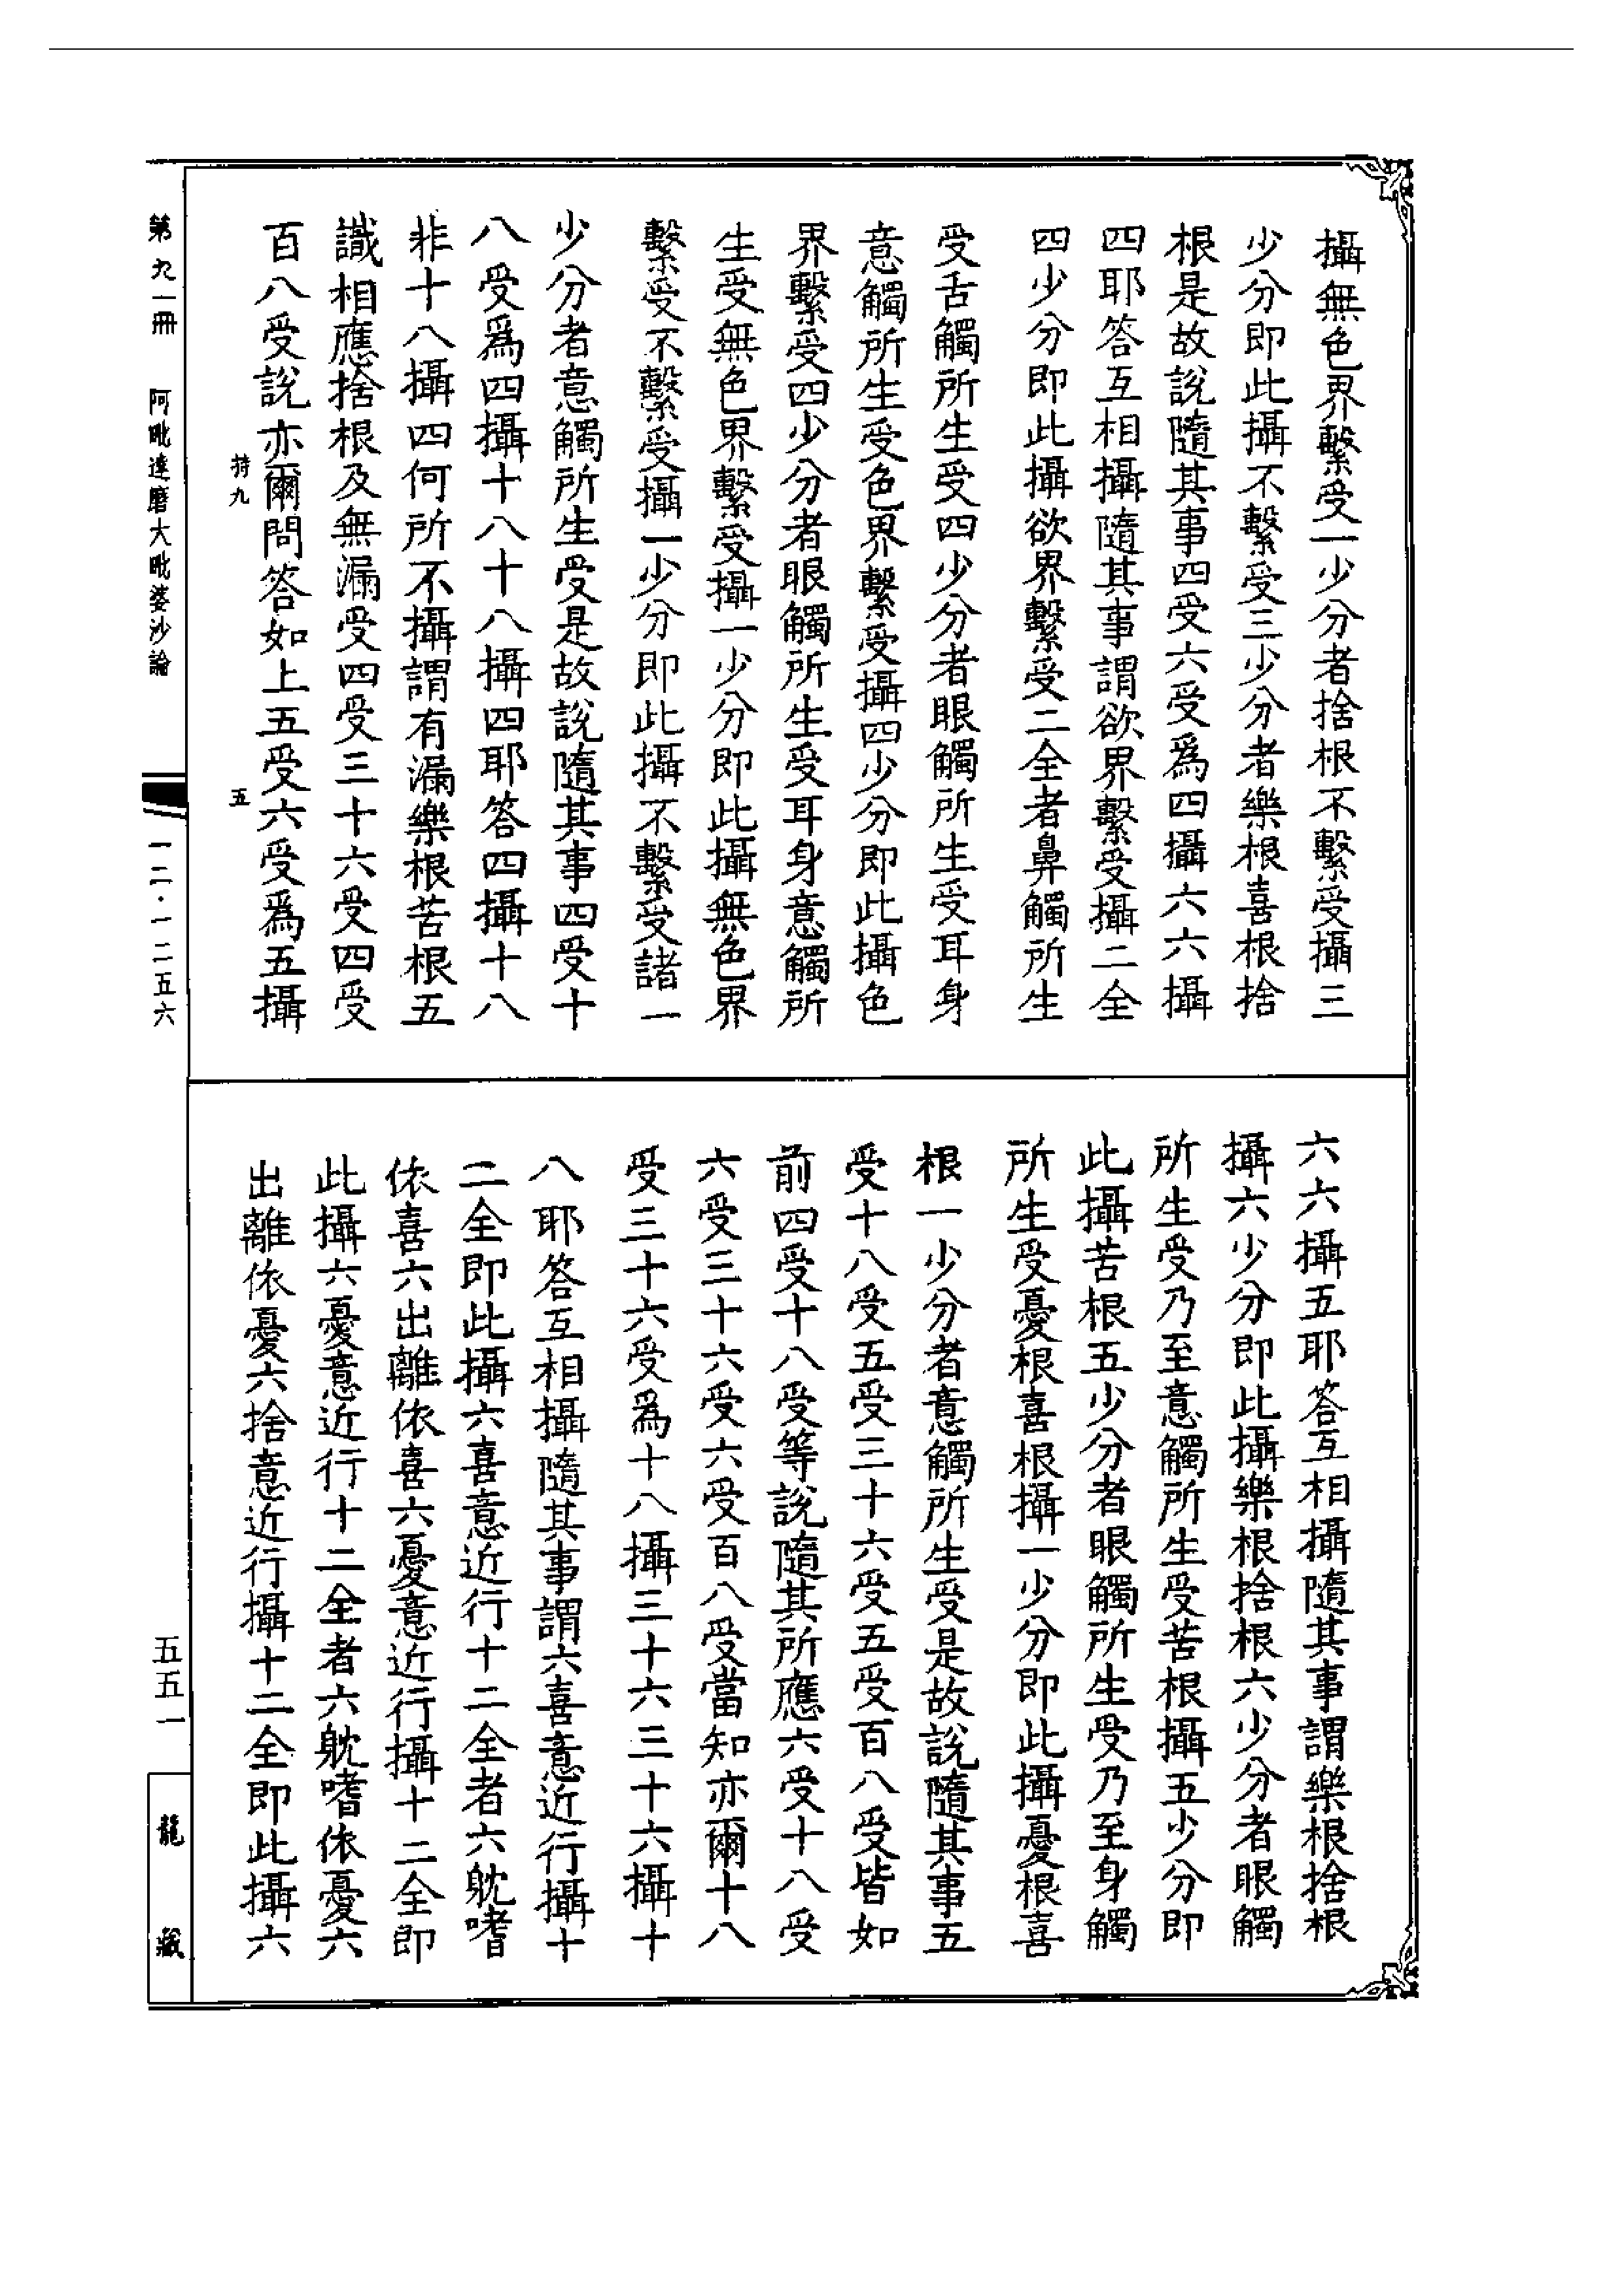 攝無色界繫受一少分者捨根不繫受攝三
少分即此攝不繫受三少分者樂根喜根捨
根是故說隨其事四受六受爲四攝六六攝
四耶答互相攝隨其事謂欲界繫受攝二全
四少分即此攝欲界繫受二全者鼻觸所生
受舌觸所生受四少分者眼觸所生受耳身
意觸所生受色界繫受攝四少分即此攝色
界繫受四少分者眼觸所生受耳身意觸所
生受無色界繫受攝一少分即此攝無色界
繫受不繫受攝一少分即此攝不繫受諸一
少分者意觸所生受是故說隨其事四受十
八受爲四攝十八十八攝四耶答四攝十八
非十八攝四何所不攝謂有漏樂根苦根五
識相應捨根及無漏受四受三十六受四受
百八受說亦爾問答如上五受六受爲五攝
持九 五
六六攝五耶答互相攝隨其事謂樂根捨根
攝六少分即此攝樂根捨根六少分者眼觸
所生受乃至意觸所生受苦根攝五少分即
此攝苦根五少分者眼觸所生受乃至身觸
所生受憂根喜根攝一少分即此攝憂根喜
根一少分者意觸所生受是故說隨其事五
受十八受五受三十六受五受百八受皆如
前四受十八受等說隨其所應六受十八受
六受三十六受六受百八受當知亦爾十八
受三十六受爲十八攝三十六三十六攝十
八耶答互相攝隨其事謂六喜意近行攝十
二全即此攝六喜意近行十二全者六躭嗜
依喜六出離依喜六憂意近行攝十二全即
此攝六憂意近行十二全者六躭嗜依憂六
出離依憂六捨意近行攝十二全即此攝六
第九一冊 阿毗達磨大毗婆沙論 一二·一二五六 五五一 龍藏